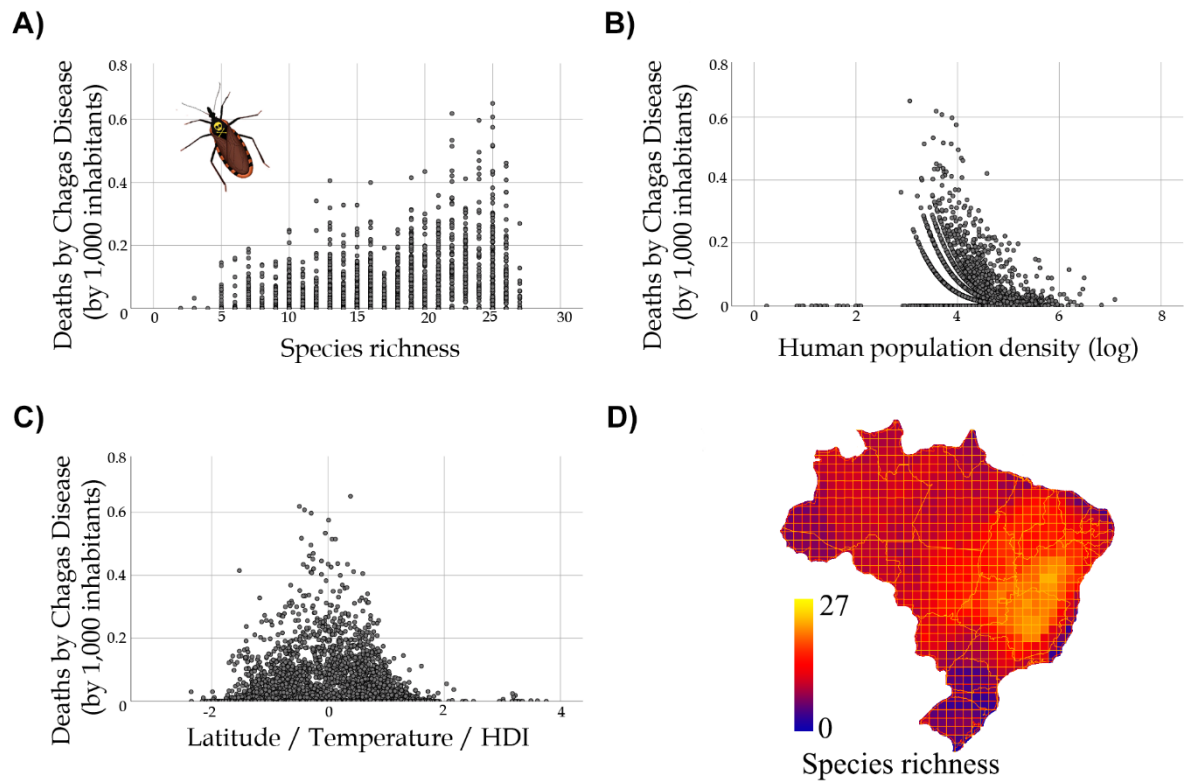 A)
Deaths by Chagas Disease
(by 1,000 inhabitants)
0.8
0.6
0.4
0.2
0
0
5
10
15
20
25
30
Species richness
B)
Deaths by Chagas Disease
(by 1,000 inhabitants)
0.8
0.6
0.4
0.2
0
0
2
4
6
8
Human population density (log)
C)
Deaths by Chagas Disease
(by 1,000 inhabitants)
0.8
0.6
0.4
0.2
0
-2
0
2
4
Latitude / Temperature / HDI
D)
27
0
Species richness